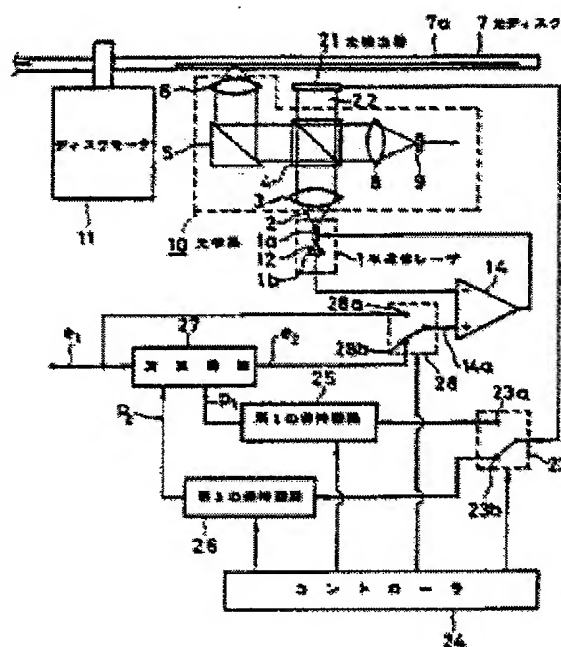 7a
7 光ディスク
21 光検出器
22
6
ディスクモータ
5
4
8
9
3
2
11
10 光学系
1a
12
1 半導体レーザ
1b
14
28a
27
e1
e2
28b
14a
演算回路
25
28
23a
P2
P1
第1の保持回路
23b
第2の保持回路
26
コントローラ
24